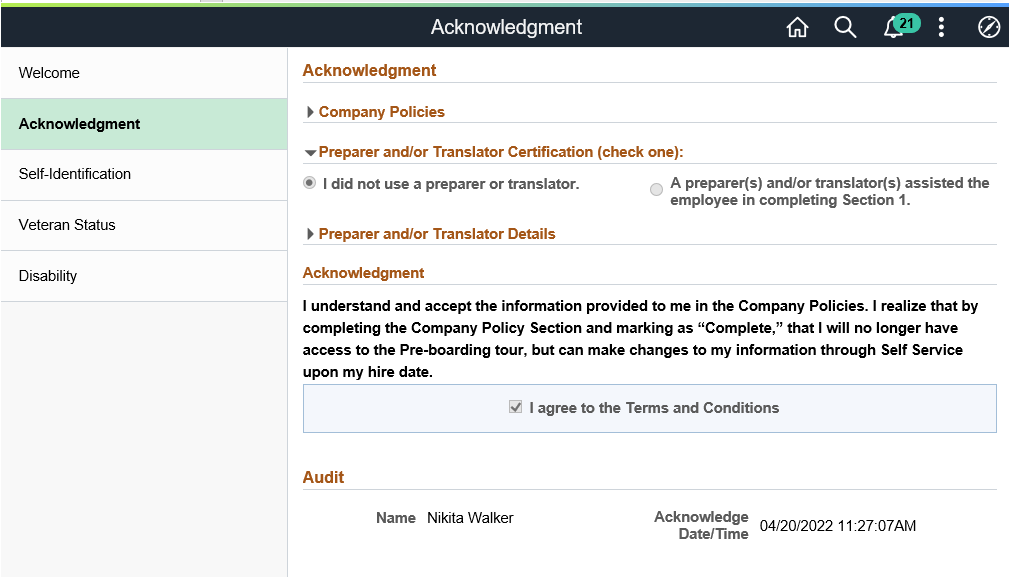 Acknowledgment
21
Welcome
Acknowledgment
Self-Identification
Veteran Status
Disability
Acknowledgment
Company Policies
Preparer and/or Translator Certification (check one):
I did not use a preparer or translator.
A preparer(s) and/or translator(s) assisted the
employee in completing Section 1.
Preparer and/or Translator Details
Acknowledgment
I understand and accept the information provided to me in the Company Policies. I realize that by
completing the Company Policy Section and marking as “Complete,” that I will no longer have
access to the Pre-boarding tour, but can make changes to my information through Self Service
upon my hire date.
I agree to the Terms and Conditions
Audit
Name Nikita Walker
Acknowledge
Date/Time 04/20/2022 11:27:07AM